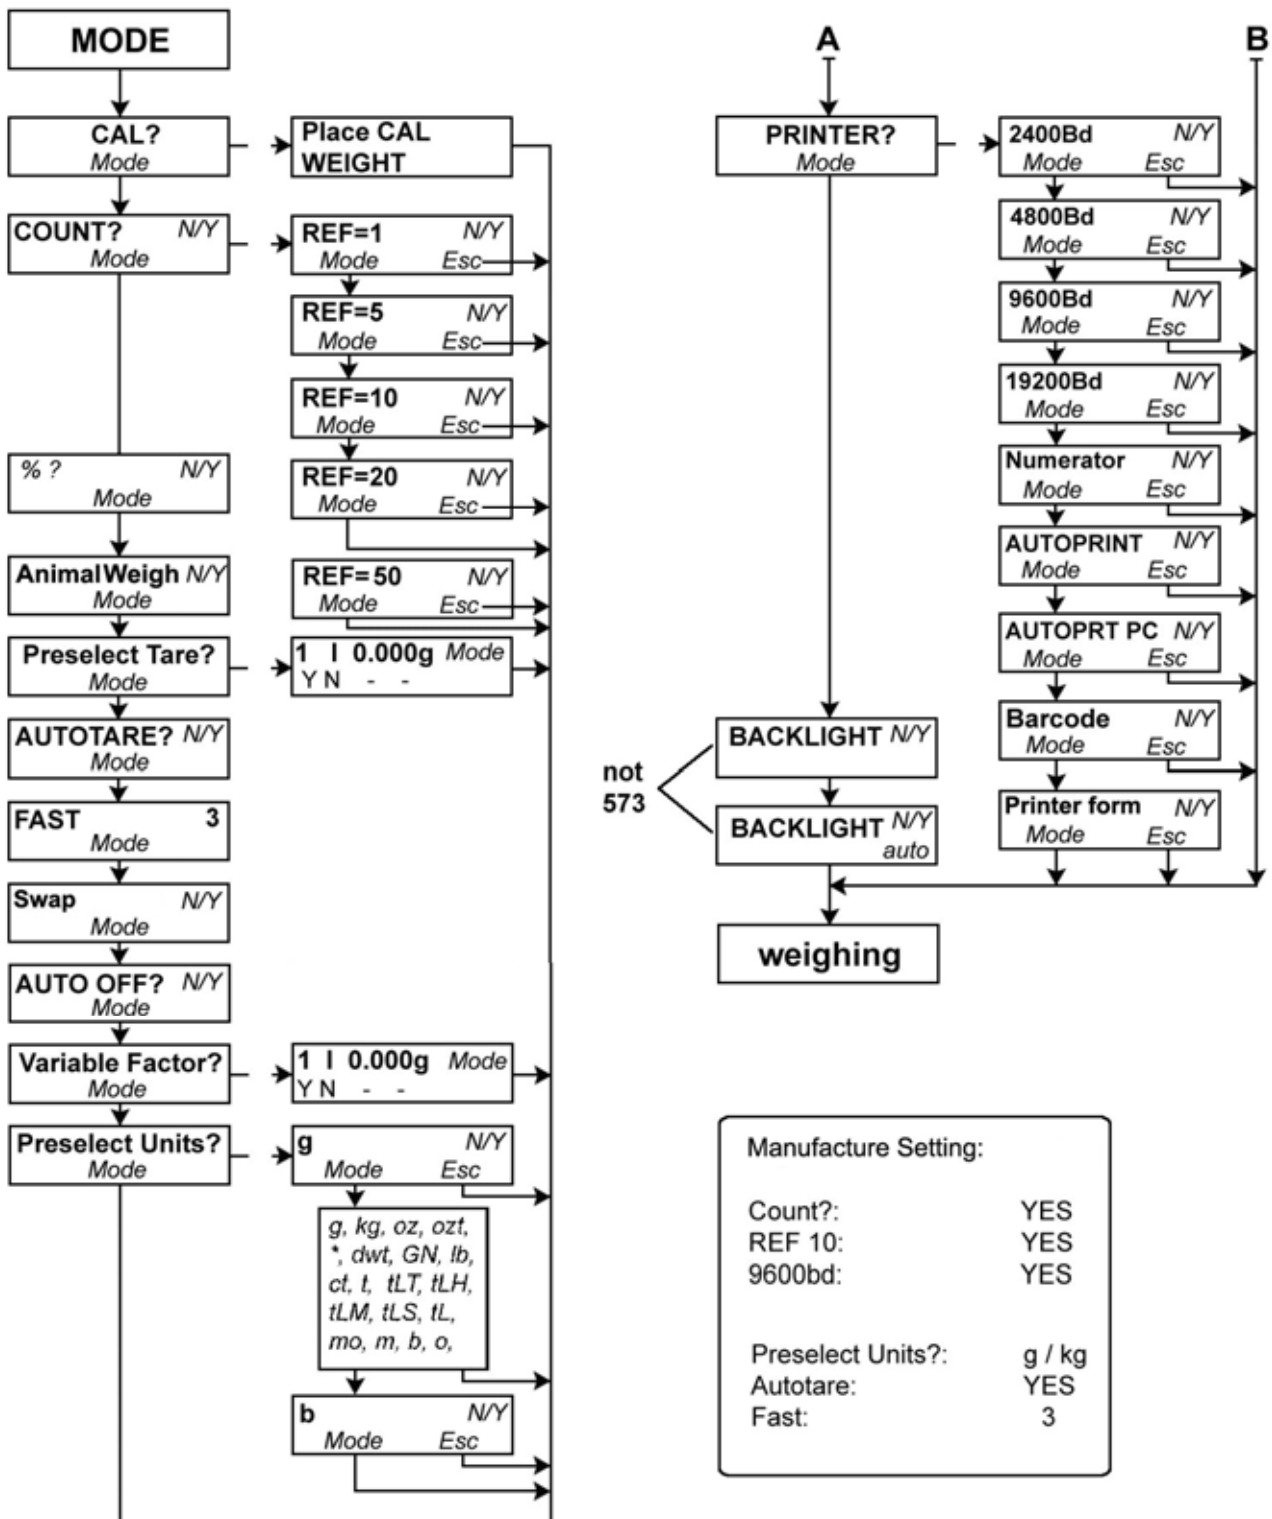 MODE
CAL?
Mode
Place CAL
WEIGHT
COUNT? N/Y
Mode
REF=1 N/Y
Mode Esc
REF=5 N/Y
Mode Esc
REF=10 N/Y
Mode Esc
% ? N/Y
Mode
REF=20 N/Y
Mode Esc
AnimalWeigh N/Y
Mode
REF=50 N/Y
Mode Esc
Preselect Tare?
Mode
1 I 0.000g Mode
Y N - -
AUTOTARE? N/Y
Mode
FAST 3
Mode
Swap N/Y
Mode
AUTO OFF? N/Y
Mode
Variable Factor?
Mode
1 I 0.000g Mode
Y N - -
Preselect Units?
Mode
g N/Y
Mode Esc
g, kg, oz, ozt,
*, dwt, GN, lb,
ct, t, tLT, tLH,
tLM, tLS, tL,
mo, m, b, o,
b N/Y
Mode Esc
A
B
PRINTER?
Mode
2400Bd N/Y
Mode Esc
4800Bd N/Y
Mode Esc
9600Bd N/Y
Mode Esc
19200Bd N/Y
Mode Esc
Numerator N/Y
Mode Esc
AUTOPRINT N/Y
Mode Esc
AUTOPRT PC N/Y
Mode Esc
Barcode N/Y
Mode Esc
Printer form N/Y
Mode Esc
not
573
BACKLIGHT N/Y
BACKLIGHT N/Y
auto
weighing
Manufacture Setting:
Count?: YES
REF 10: YES
9600bd: YES
Preselect Units?: g / kg
Autotare: YES
Fast: 3